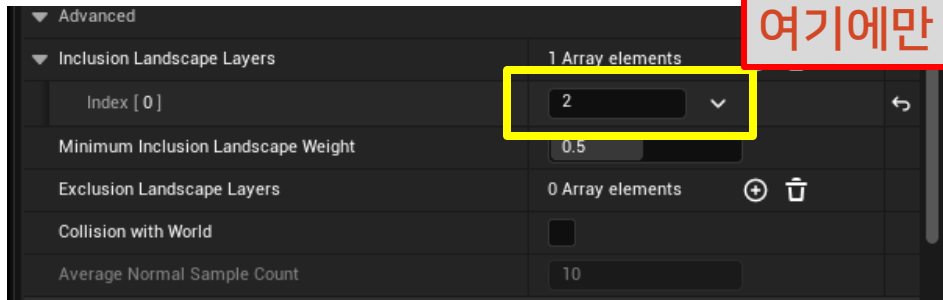 Advanced
여기에만
Inclusion Landscape Layers 1 Array elements
Index [ 0 ] 2
Minimum Inclusion Landscape Weight 0.5
Exclusion Landscape Layers 0 Array elements
Collision with World
Average Normal Sample Count 10